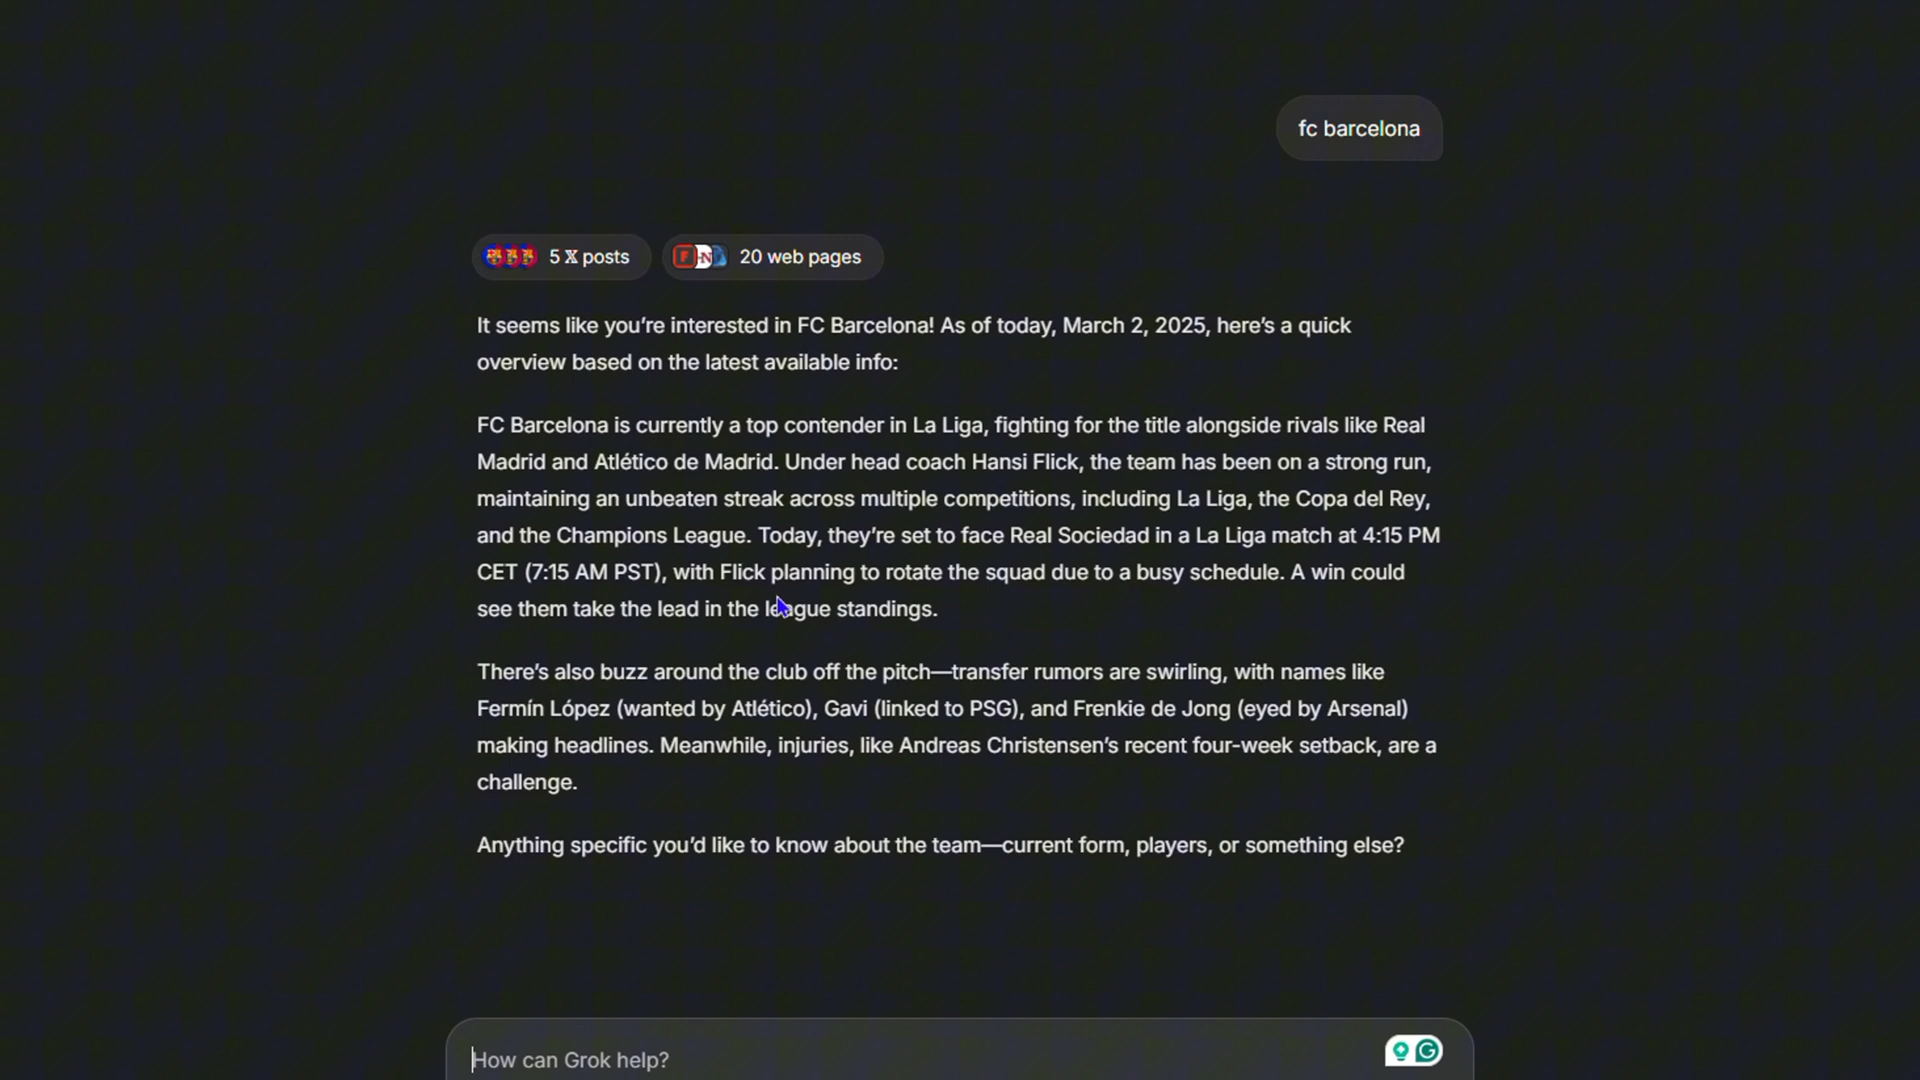 fc barcelona
5 X posts
F N 20 web pages
It seems like you're interested in FC Barcelona! As of today, March 2, 2025, here's a quick
overview based on the latest available info:
FC Barcelona is currently a top contender in La Liga, fighting for the title alongside rivals like Real
Madrid and Atlético de Madrid. Under head coach Hansi Flick, the team has been on a strong run,
maintaining an unbeaten streak across multiple competitions, including La Liga, the Copa del Rey,
and the Champions League. Today, they're set to face Real Sociedad in a La Liga match at 4:15 PM
CET (7:15 AM PST), with Flick planning to rotate the squad due to a busy schedule. A win could
see them take the lead in the league standings.
There's also buzz around the club off the pitch—transfer rumors are swirling, with names like
Fermín López (wanted by Atlético), Gavi (linked to PSG), and Frenkie de Jong (eyed by Arsenal)
making headlines. Meanwhile, injuries, like Andreas Christensen's recent four-week setback, are a
challenge.
Anything specific you'd like to know about the team—current form, players, or something else?
How can Grok help?